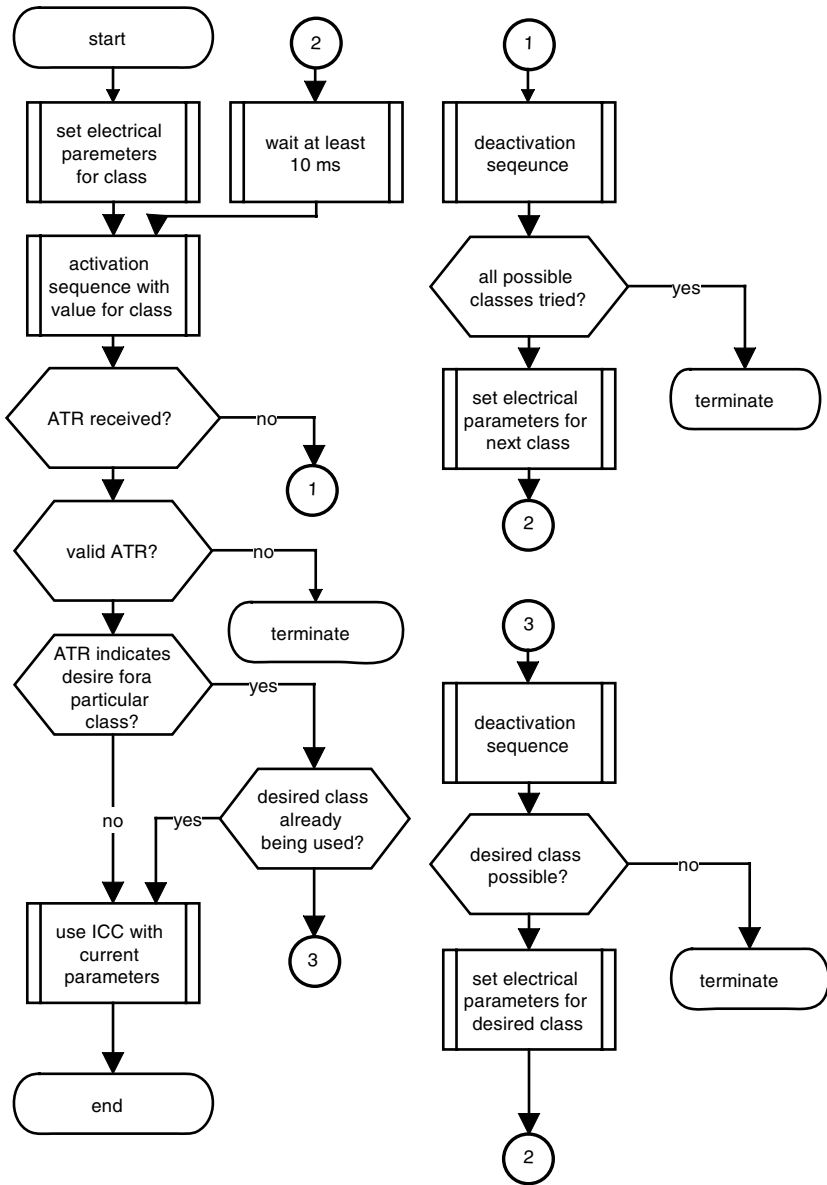 start
2
1
set electrical
paremeters
for class
wait at least
10 ms
deactivation
seqeunce
activation
sequence with
value for class
all possible
classes tried?
yes
ATR received?
no
1
set electrical
parameters for
next class
terminate
2
valid ATR?
no
terminate
3
ATR indicates
desire fora
particular
class?
yes
deactivation
sequence
desired class
already
being used?
no
yes
desired class
possible?
no
use ICC with
current
parameters
3
set electrical
parameters for
desired class
terminate
end
2